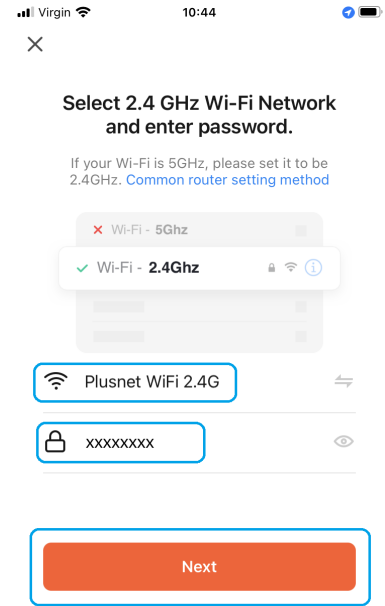 Virgin 10:44
Select 2.4 GHz Wi-Fi Network
and enter password.
If your Wi-Fi is 5GHz, please set it to be
2.4GHz. Common router setting method
Wi-Fi - 5Ghz
Wi-Fi - 2.4Ghz
Plusnet WiFi 2.4G
xxxxxxxx
Next